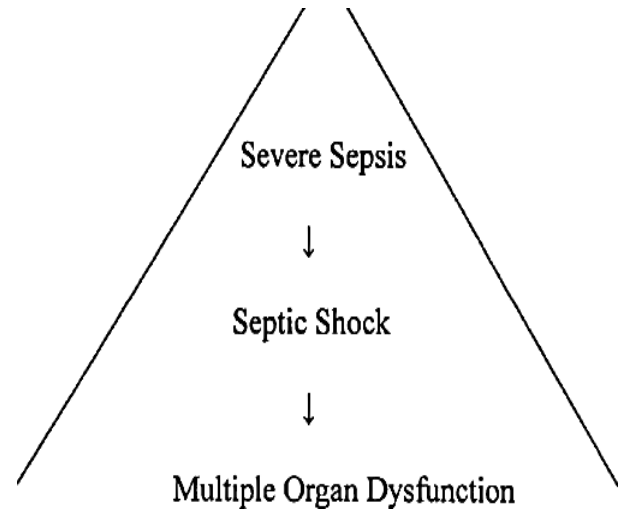 Severe Sepsis
↓
Septic Shock
↓
Multiple Organ Dysfunction